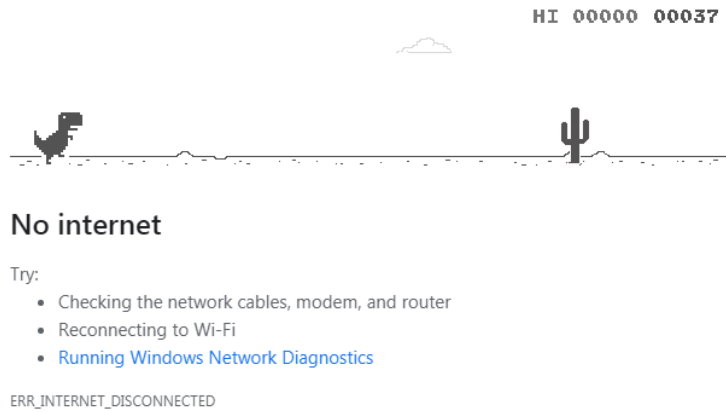 HI 00000 00037
No internet
Try:
• Checking the network cables, modem, and router
• Reconnecting to Wi-Fi
• Running Windows Network Diagnostics
ERR_INTERNET_DISCONNECTED